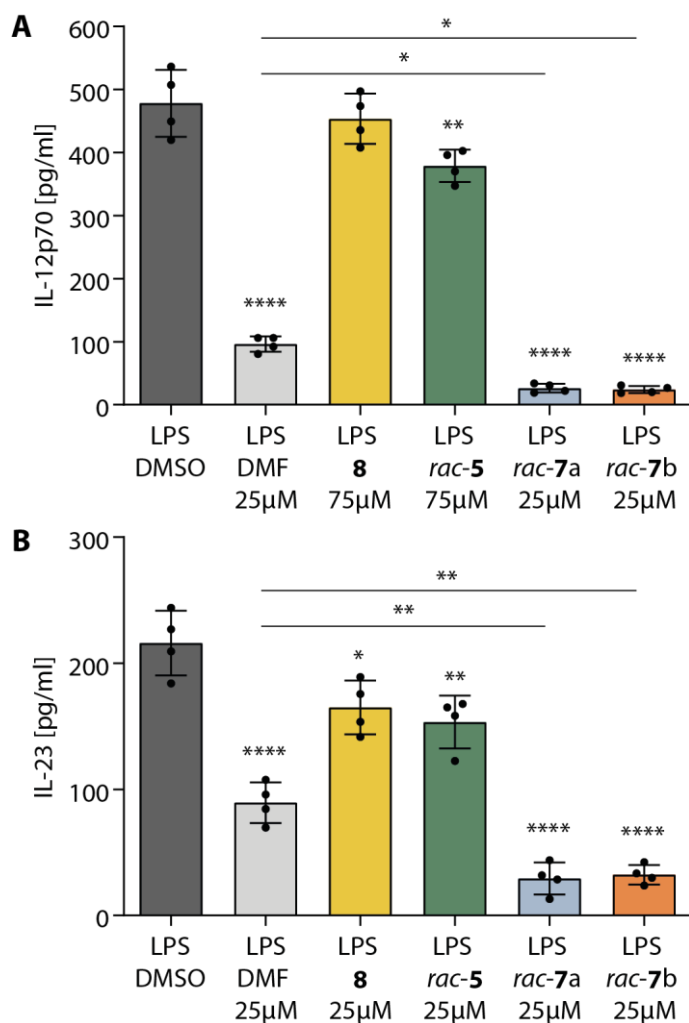 A
IL-12p70 [pg/ml]
600
500
400
300
200
100
0
*
*
****
**
****
****
LPS LPS LPS LPS LPS LPS
DMSO DMF 8 rac-5 rac-7a rac-7b
25µM 75µM 75µM 25µM 25µM
B
IL-23 [pg/ml]
300
200
100
0
**
**
****
*
**
****
****
LPS LPS LPS LPS LPS LPS
DMSO DMF 8 rac-5 rac-7a rac-7b
25µM 25µM 25µM 25µM 25µM